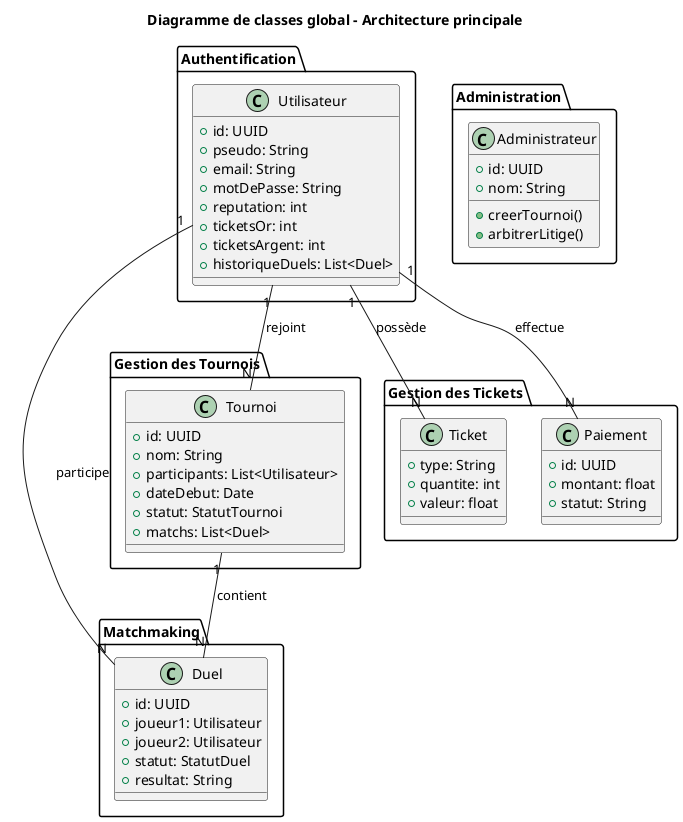 Diagramme de classes global - Architecture principale
Authentification
C Utilisateur
id: UUID
pseudo: String
email: String
motDePasse: String
reputation: int
ticketsOr: int
ticketsArgent: int
historiqueDuels: List<Duel>
Administration
C Administrateur
id: UUID
nom: String
creerTournoi()
arbitrerLitige()
1
1
1
1
rejoint
possède
effectue
participe
N
N
N
N
Gestion des Tournois
C Tournoi
id: UUID
nom: String
participants: List<Utilisateur>
dateDebut: Date
statut: StatutTournoi
matchs: List<Duel>
Gestion des Tickets
C Ticket
type: String
quantite: int
valeur: float
C Paiement
id: UUID
montant: float
statut: String
1
contient
N
Matchmaking
C Duel
id: UUID
joueur1: Utilisateur
joueur2: Utilisateur
statut: StatutDuel
resultat: String